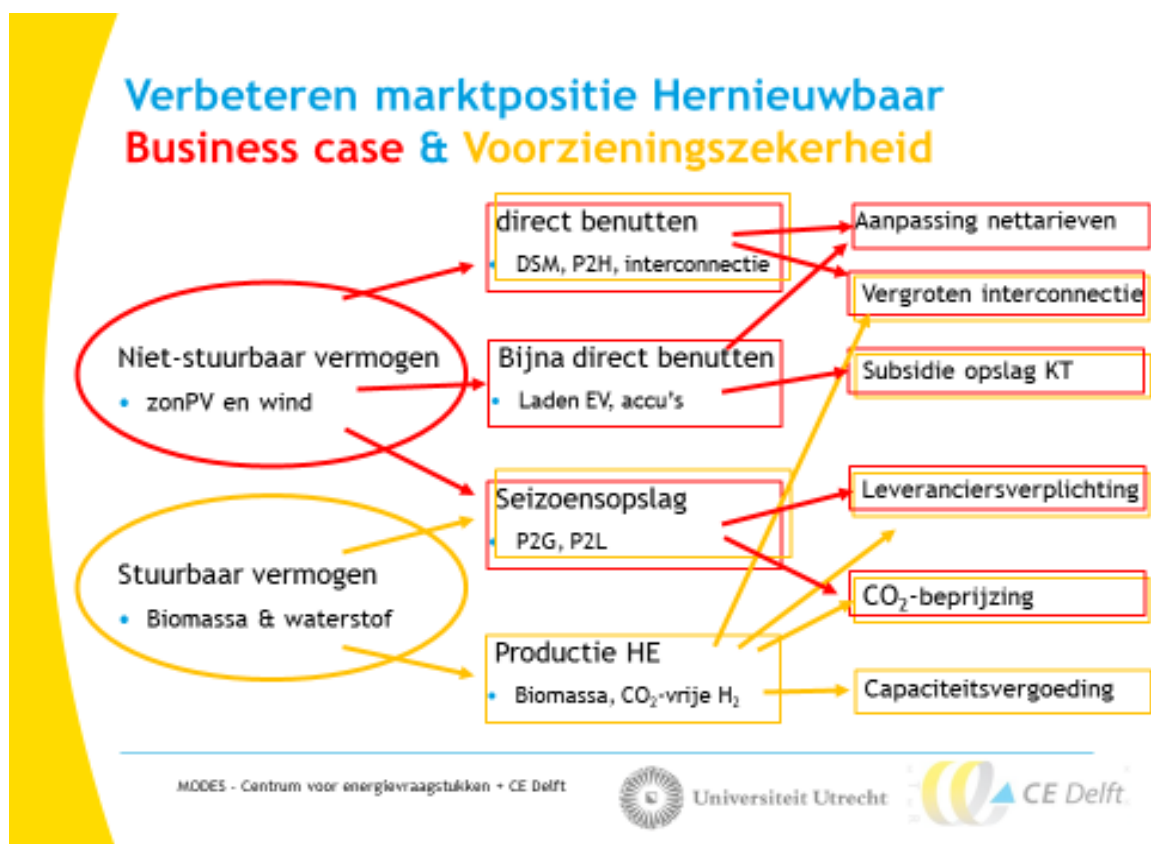 Verbeteren marktpositie Hernieuwbaar
Business case & Voorzieningszekerheid
Niet-stuurbaar vermogen
• zonPV en wind
Stuurbaar vermogen
• Biomassa & waterstof
direct benutten
• DSM, P2H, interconnectie
Bijna direct benutten
• Laden EV, accu's
Seizoensopslag
• P2G, P2L
Productie HE
• Biomassa, CO₂-vrije H₂
Aanpassing nettarieven
Vergroten interconnectie
Subsidie opslag KT
Leveranciersverplichting
CO₂-beprijzing
Capaciteitsvergoeding
MODES - Centrum voor energievraagstukken + CE Delft
Universiteit Utrecht
CE Delft